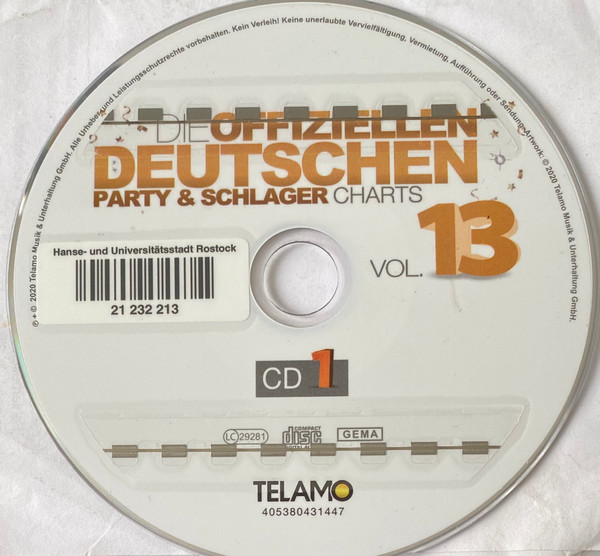 ℗ + © 2020 Telamo Musik & Unterhaltung GmbH. Alle Urheber- und Leistungsschutzrechte vorbehalten. Kein Verleih! Keine unerlaubte Vervielfältigung, Vermietung, Aufführung oder Sendung.
Artwork: © 2020 Telamo Musik & Unterhaltung GmbH.
DIE OFFIZIELLEN
DEUTSCHEN
PARTY & SCHLAGER CHARTS
VOL. 13
Hanse- und Universitätsstadt Rostock
21 232 213
CD 1
LC 29281
COMPACT
disc
GEMA
TELAMO
405380431447